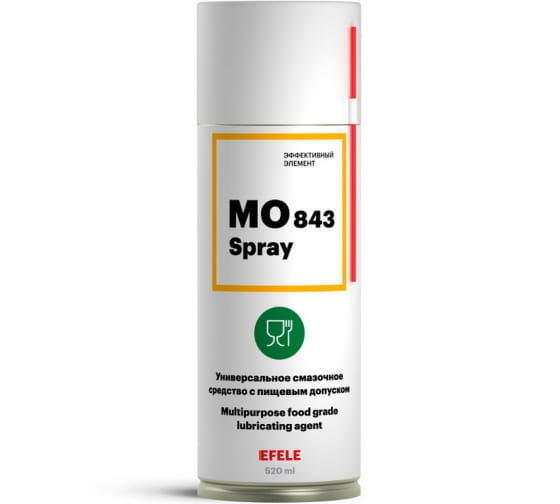 ЭФФЕКТИВНЫЙ
ЭЛЕМЕНТ
MO 843
Spray
Универсальное смазочное
средство с пищевым допуском
Multipurpose food grade
lubricating agent
EFELE
520 ml